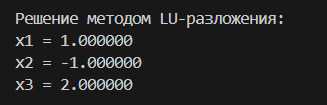 Решение методом LU-разложения:
x1 = 1.000000
x2 = -1.000000
x3 = 2.000000